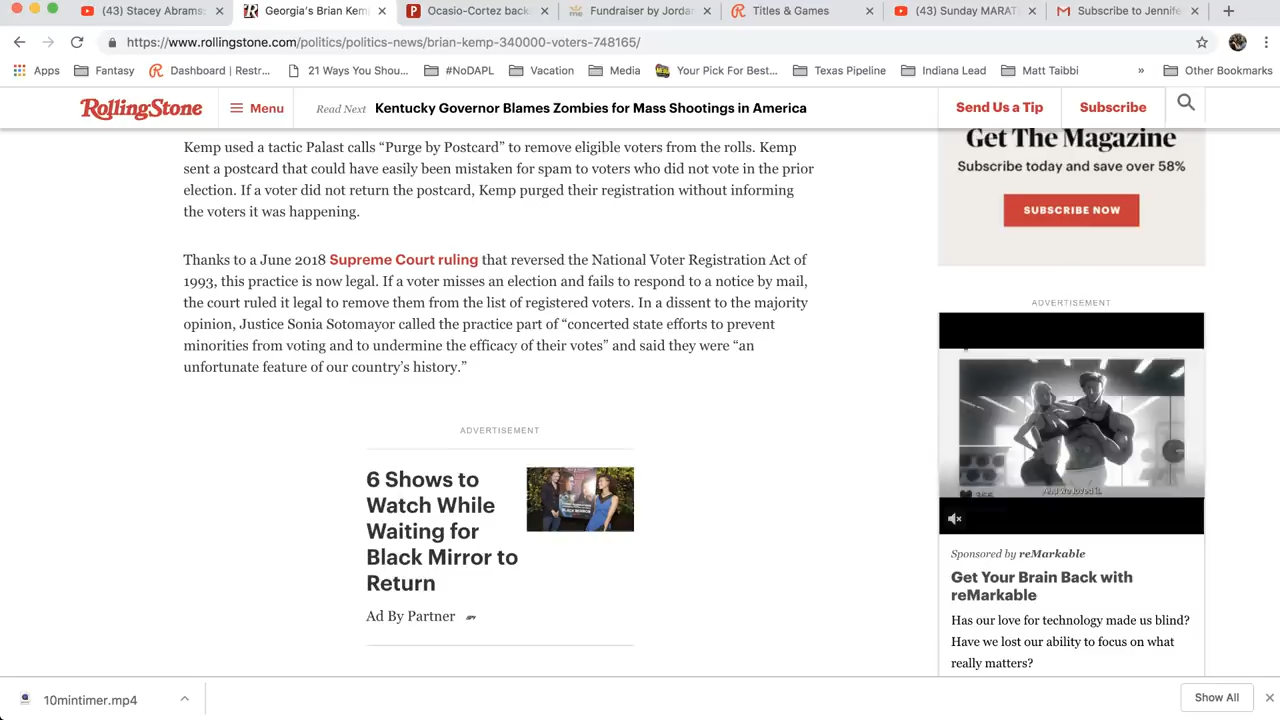 (43) Stacey Abrams:
Georgia's Brian Kemp
Ocasio-Cortez back
Fundraiser by Jordan
Titles & Games
(43) Sunday MARAT
Subscribe to Jennife
https://www.rollingstone.com/politics/politics-news/brian-kemp-340000-voters-748165/
Apps
Fantasy
Dashboard | Restr...
21 Ways You Shou...
#NoDAPL
Vacation
Media
Your Pick For Best...
Texas Pipeline
Indiana Lead
Matt Taibbi
»
Other Bookmarks
RollingStone
Menu
Read Next Kentucky Governor Blames Zombies for Mass Shootings in America
Send Us a Tip
Subscribe
Kemp used a tactic Palast calls “Purge by Postcard” to remove eligible voters from the rolls. Kemp
sent a postcard that could have easily been mistaken for spam to voters who did not vote in the prior
election. If a voter did not return the postcard, Kemp purged their registration without informing
the voters it was happening.
Thanks to a June 2018 Supreme Court ruling that reversed the National Voter Registration Act of
1993, this practice is now legal. If a voter misses an election and fails to respond to a notice by mail,
the court ruled it legal to remove them from the list of registered voters. In a dissent to the majority
opinion, Justice Sonia Sotomayor called the practice part of “concerted state efforts to prevent
minorities from voting and to undermine the efficacy of their votes” and said they were “an
unfortunate feature of our country’s history.”
ADVERTISEMENT
6 Shows to
Watch While
Waiting for
Black Mirror to
Return
Ad By Partner
BLACK MIRROR
Get The Magazine
Subscribe today and save over 58%
SUBSCRIBE NOW
ADVERTISEMENT
And we loved it.
Sponsored by reMarkable
Get Your Brain Back with
reMarkable
Has our love for technology made us blind?
Have we lost our ability to focus on what
really matters?
10mintimer.mp4
Show All